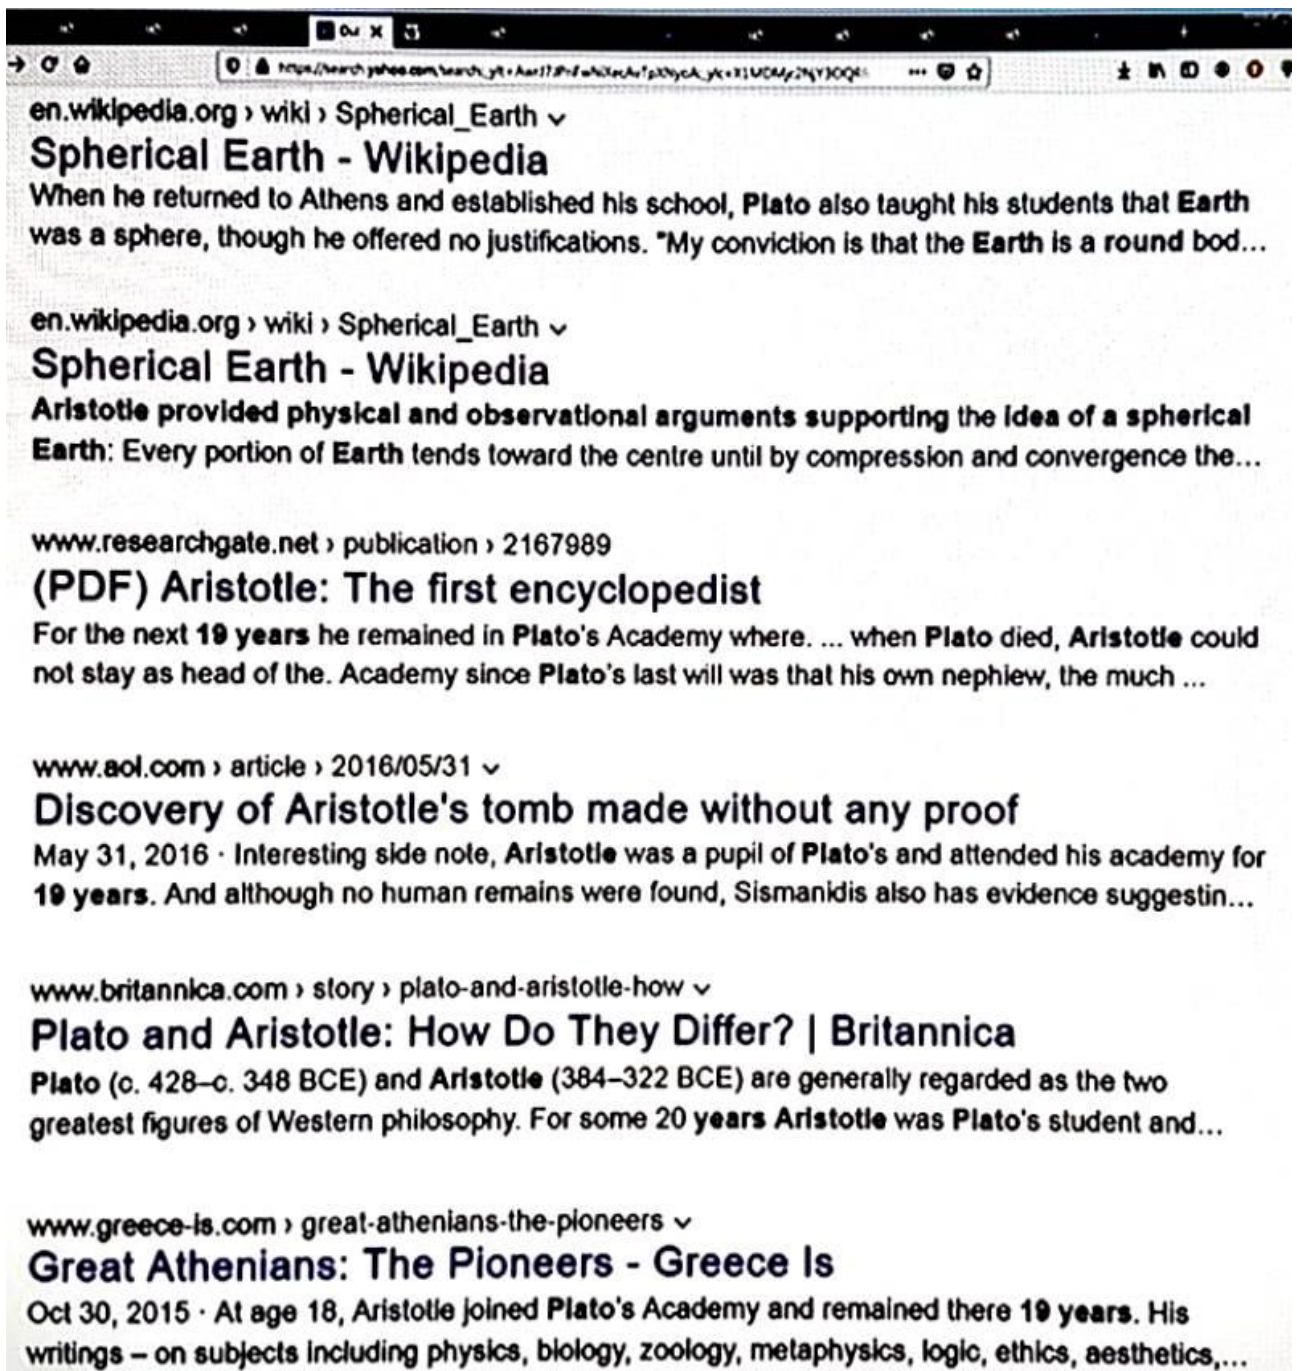 en.wikipedia.org › wiki › Spherical_Earth
Spherical Earth - Wikipedia
When he returned to Athens and established his school, Plato also taught his students that Earth
was a sphere, though he offered no justifications. "My conviction is that the Earth is a round bod...
en.wikipedia.org › wiki › Spherical_Earth
Spherical Earth - Wikipedia
Aristotle provided physical and observational arguments supporting the idea of a spherical
Earth: Every portion of Earth tends toward the centre until by compression and convergence the...
www.researchgate.net › publication › 2167989
(PDF) Aristotle: The first encyclopedist
For the next 19 years he remained in Plato's Academy where. ... when Plato died, Aristotle could
not stay as head of the. Academy since Plato's last will was that his own nephiew, the much ...
www.aol.com › article › 2016/05/31
Discovery of Aristotle's tomb made without any proof
May 31, 2016 · Interesting side note, Aristotle was a pupil of Plato's and attended his academy for
19 years. And although no human remains were found, Sismanidis also has evidence suggestin...
www.britannica.com › story › plato-and-aristotle-how
Plato and Aristotle: How Do They Differ? | Britannica
Plato (c. 428–c. 348 BCE) and Aristotle (384–322 BCE) are generally regarded as the two
greatest figures of Western philosophy. For some 20 years Aristotle was Plato's student and...
www.greece-is.com › great-athenians-the-pioneers
Great Athenians: The Pioneers - Greece Is
Oct 30, 2015 · At age 18, Aristotle joined Plato's Academy and remained there 19 years. His
writings – on subjects including physics, biology, zoology, metaphysics, logic, ethics, aesthetics,...